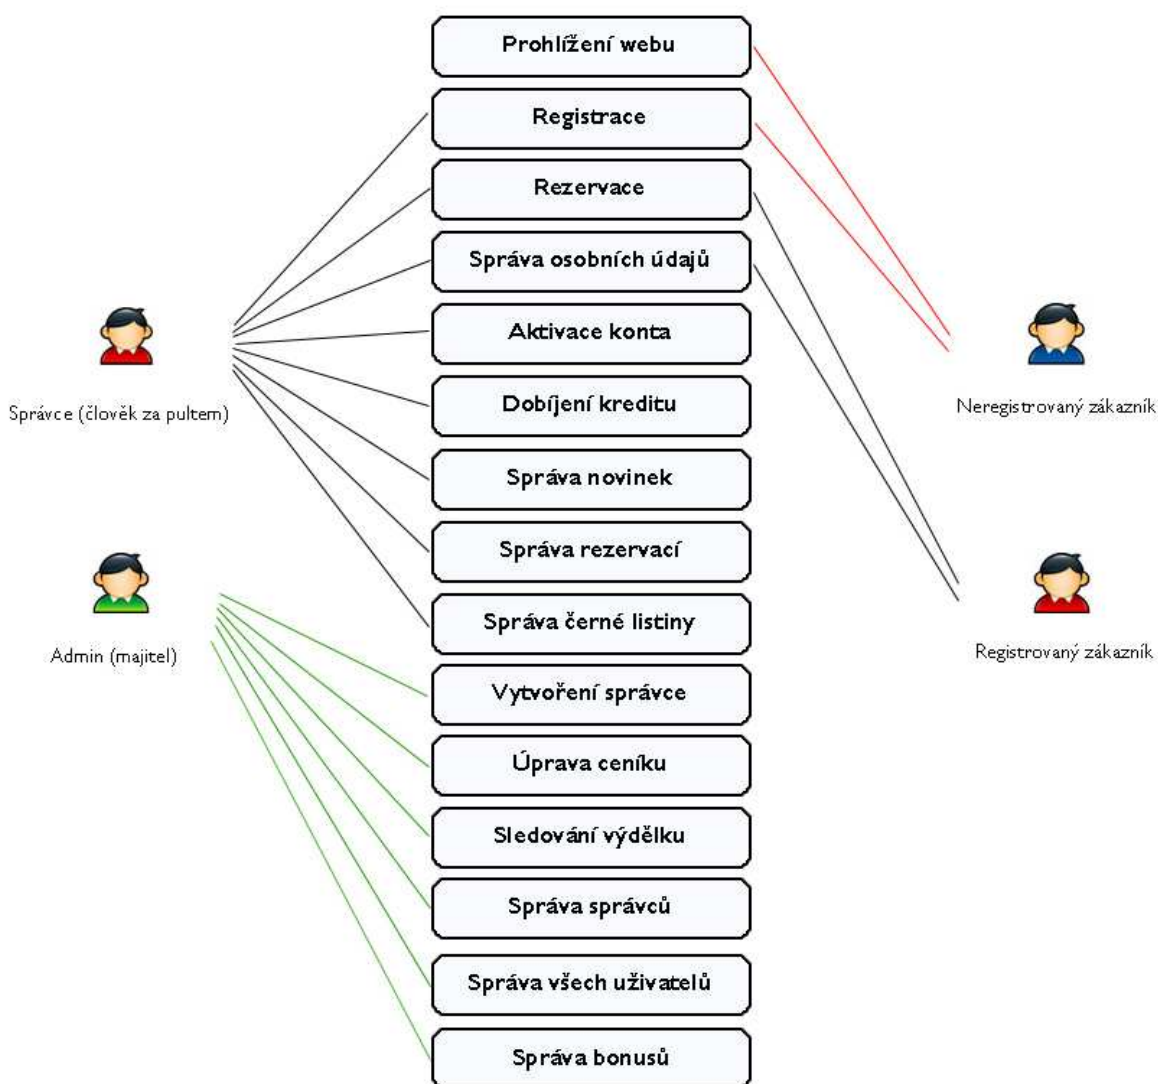 Prohlížení webu
Registrace
Rezervace
Správa osobních údajů
Aktivace konta
Dobíjení kreditu
Správa novinek
Správa rezervací
Správa černé listiny
Vytvoření správce
Úprava ceníku
Sledování výdělku
Správa správců
Správa všech uživatelů
Správa bonusů
Správce (člověk za pultem)
Admin (majitel)
Neregistrovaný zákazník
Registrovaný zákazník